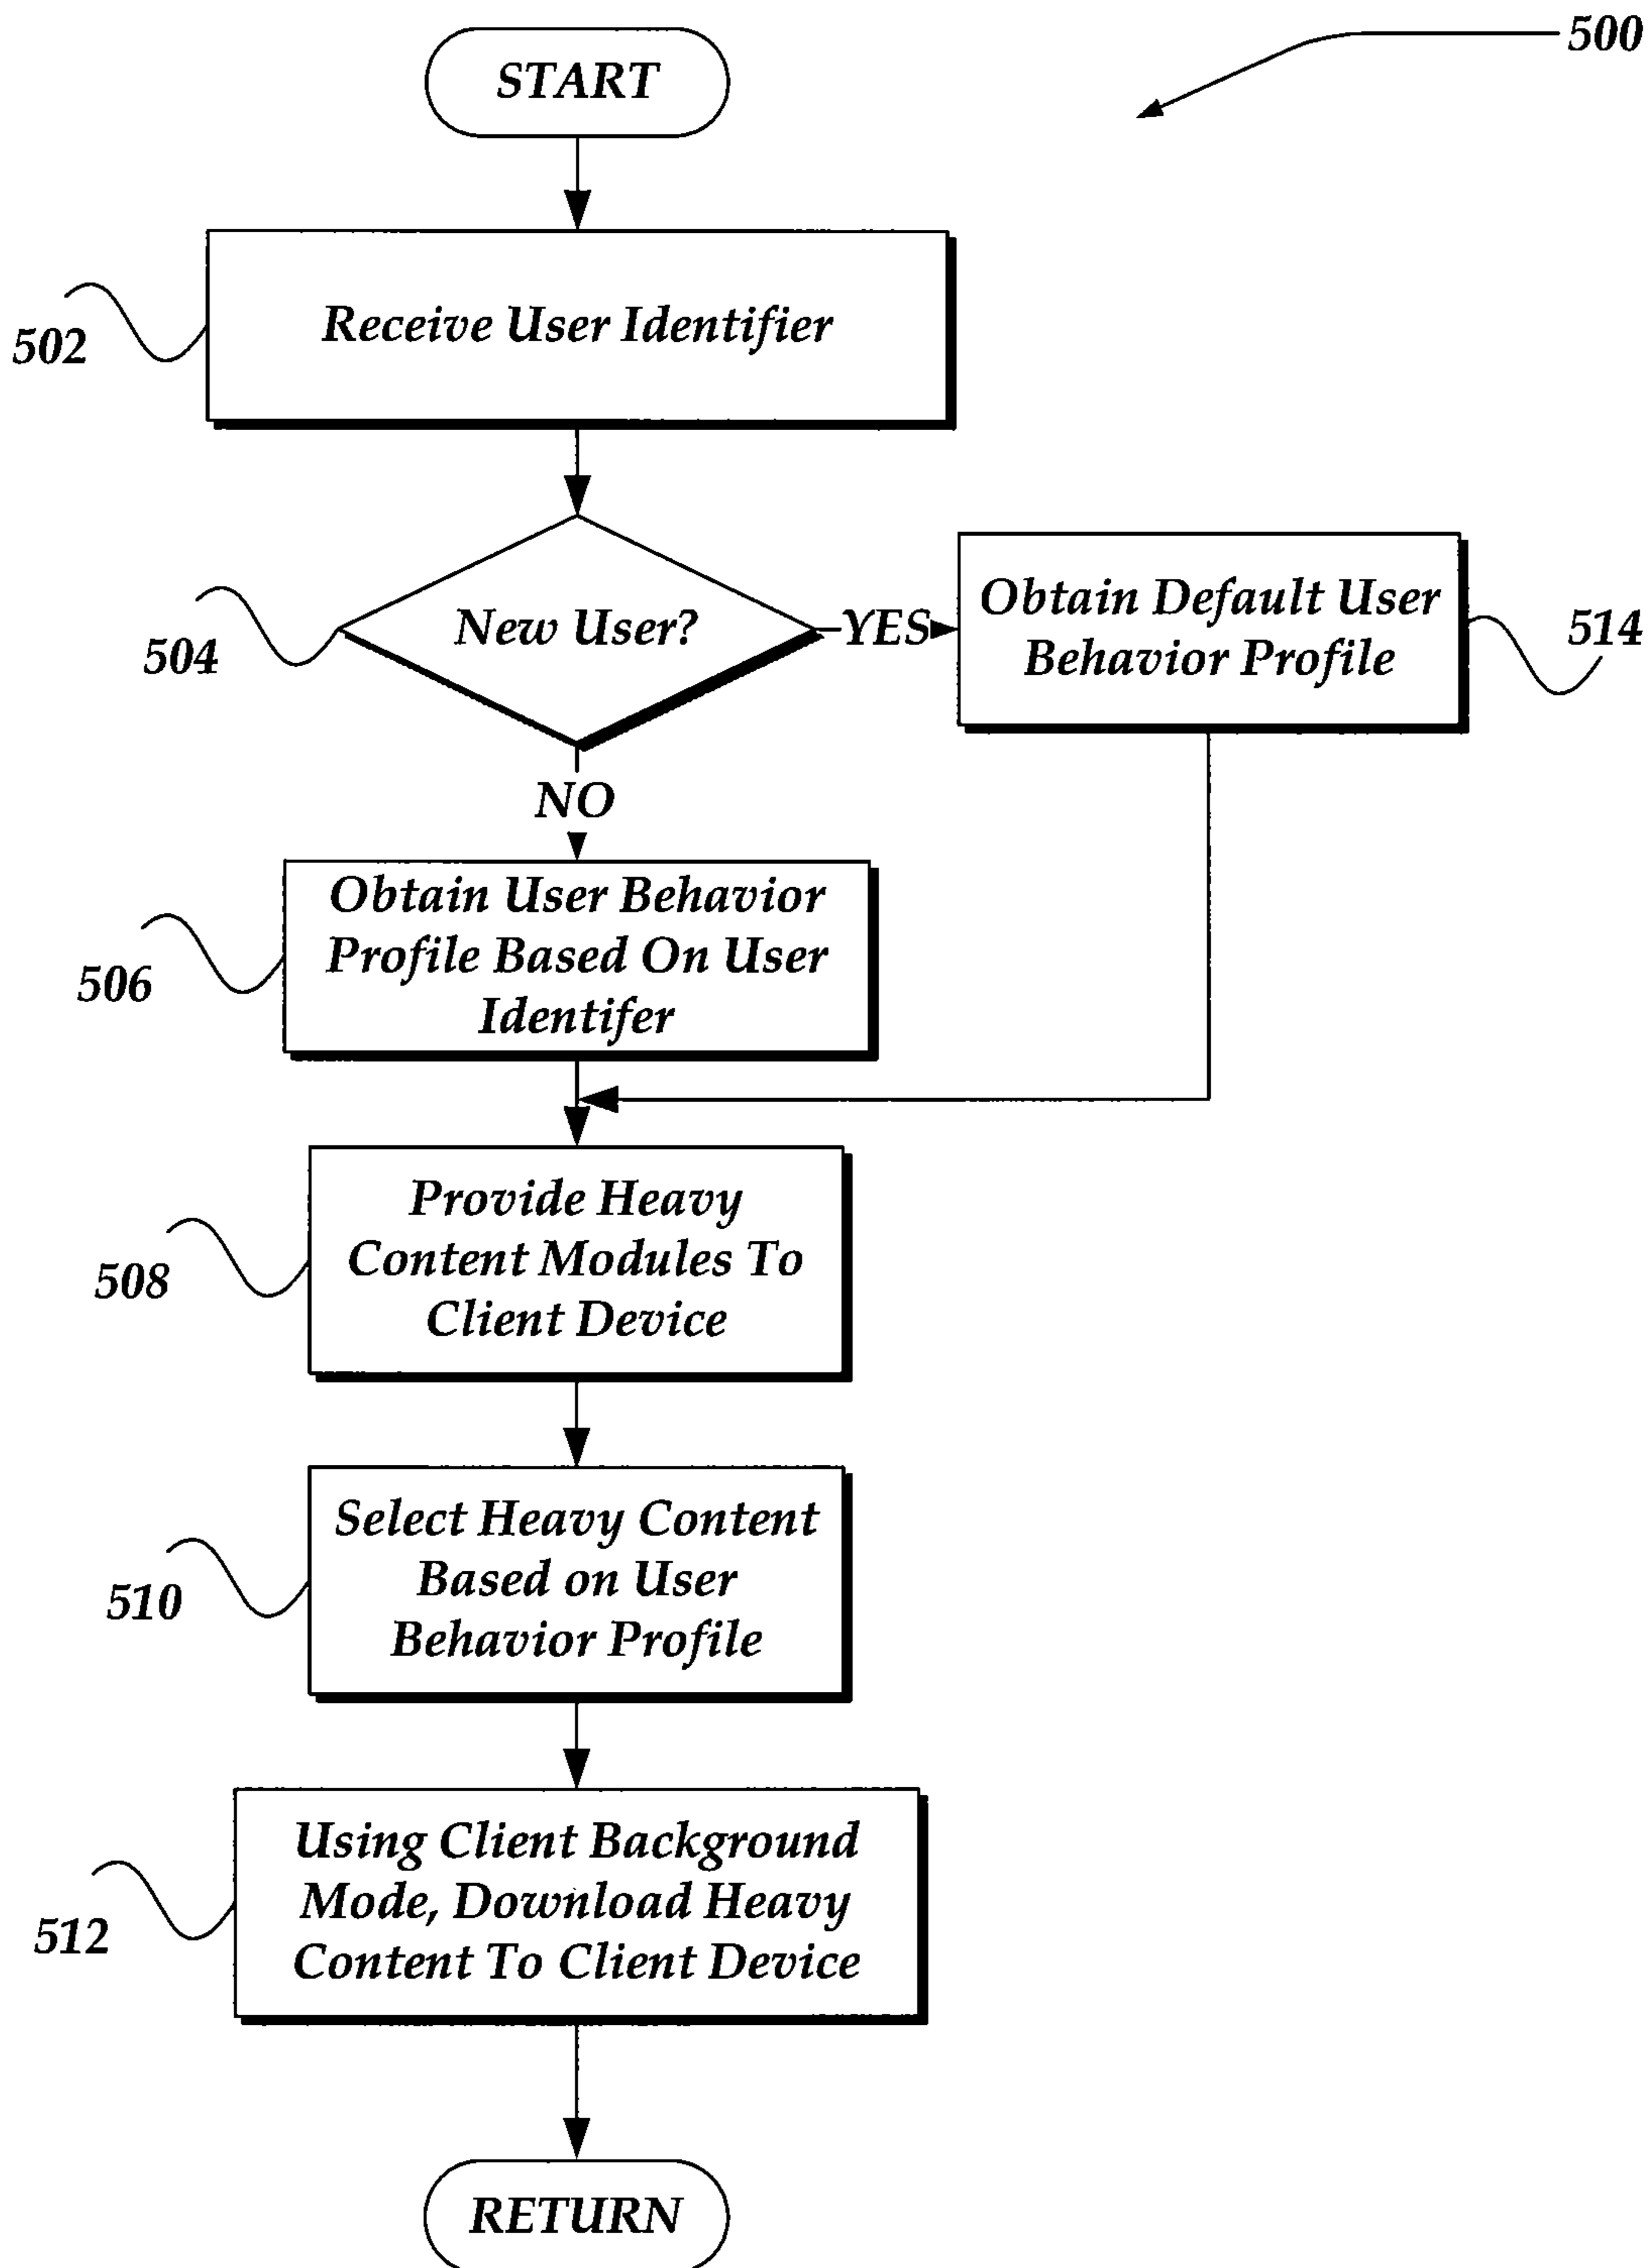 START
500
Receive User Identifier
502
New User?
504
YES
Obtain Default User
Behavior Profile
514
NO
Obtain User Behavior
Profile Based On User
Identifer
506
Provide Heavy
Content Modules To
Client Device
508
Select Heavy Content
Based on User
Behavior Profile
510
Using Client Background
Mode, Download Heavy
Content To Client Device
512
RETURN